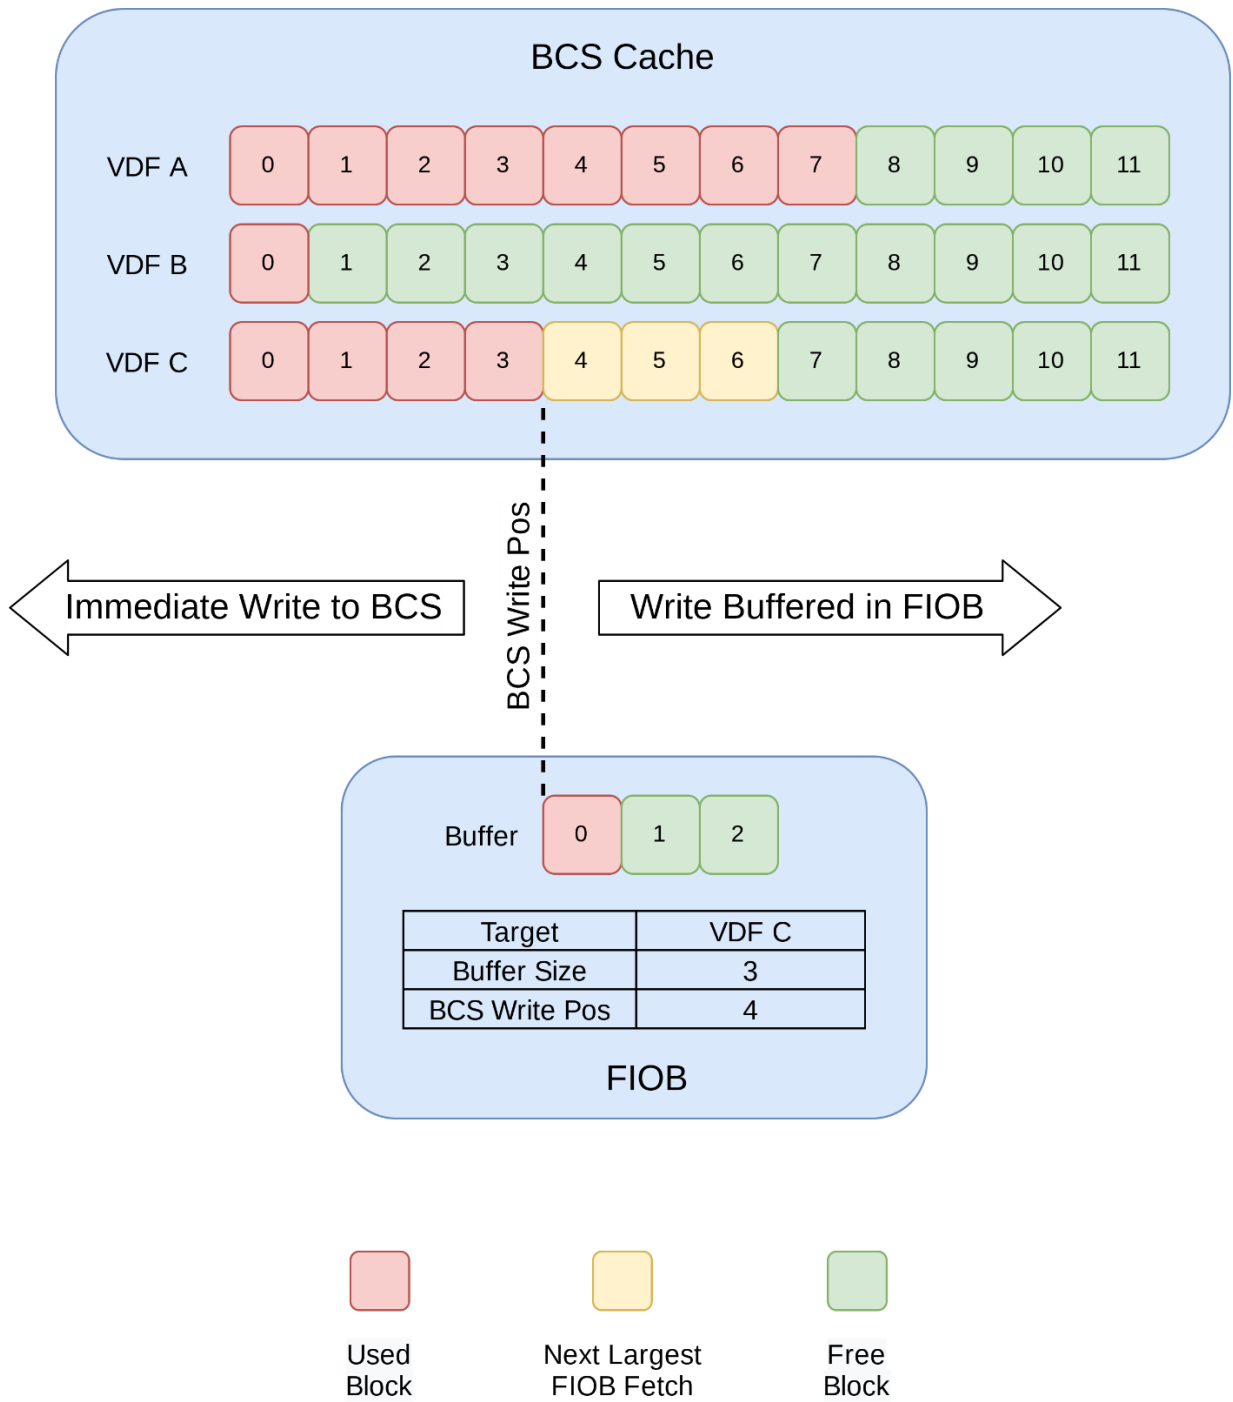 BCS Cache
VDF A 0 1 2 3 4 5 6 7 8 9 10 11
VDF B 0 1 2 3 4 5 6 7 8 9 10 11
VDF C 0 1 2 3 4 5 6 7 8 9 10 11
Immediate Write to BCS
BCS Write Pos
Write Buffered in FIOB
Buffer 0 1 2
Target VDF C
Buffer Size 3
BCS Write Pos 4
FIOB
Used
Block
Next Largest
FIOB Fetch
Free
Block